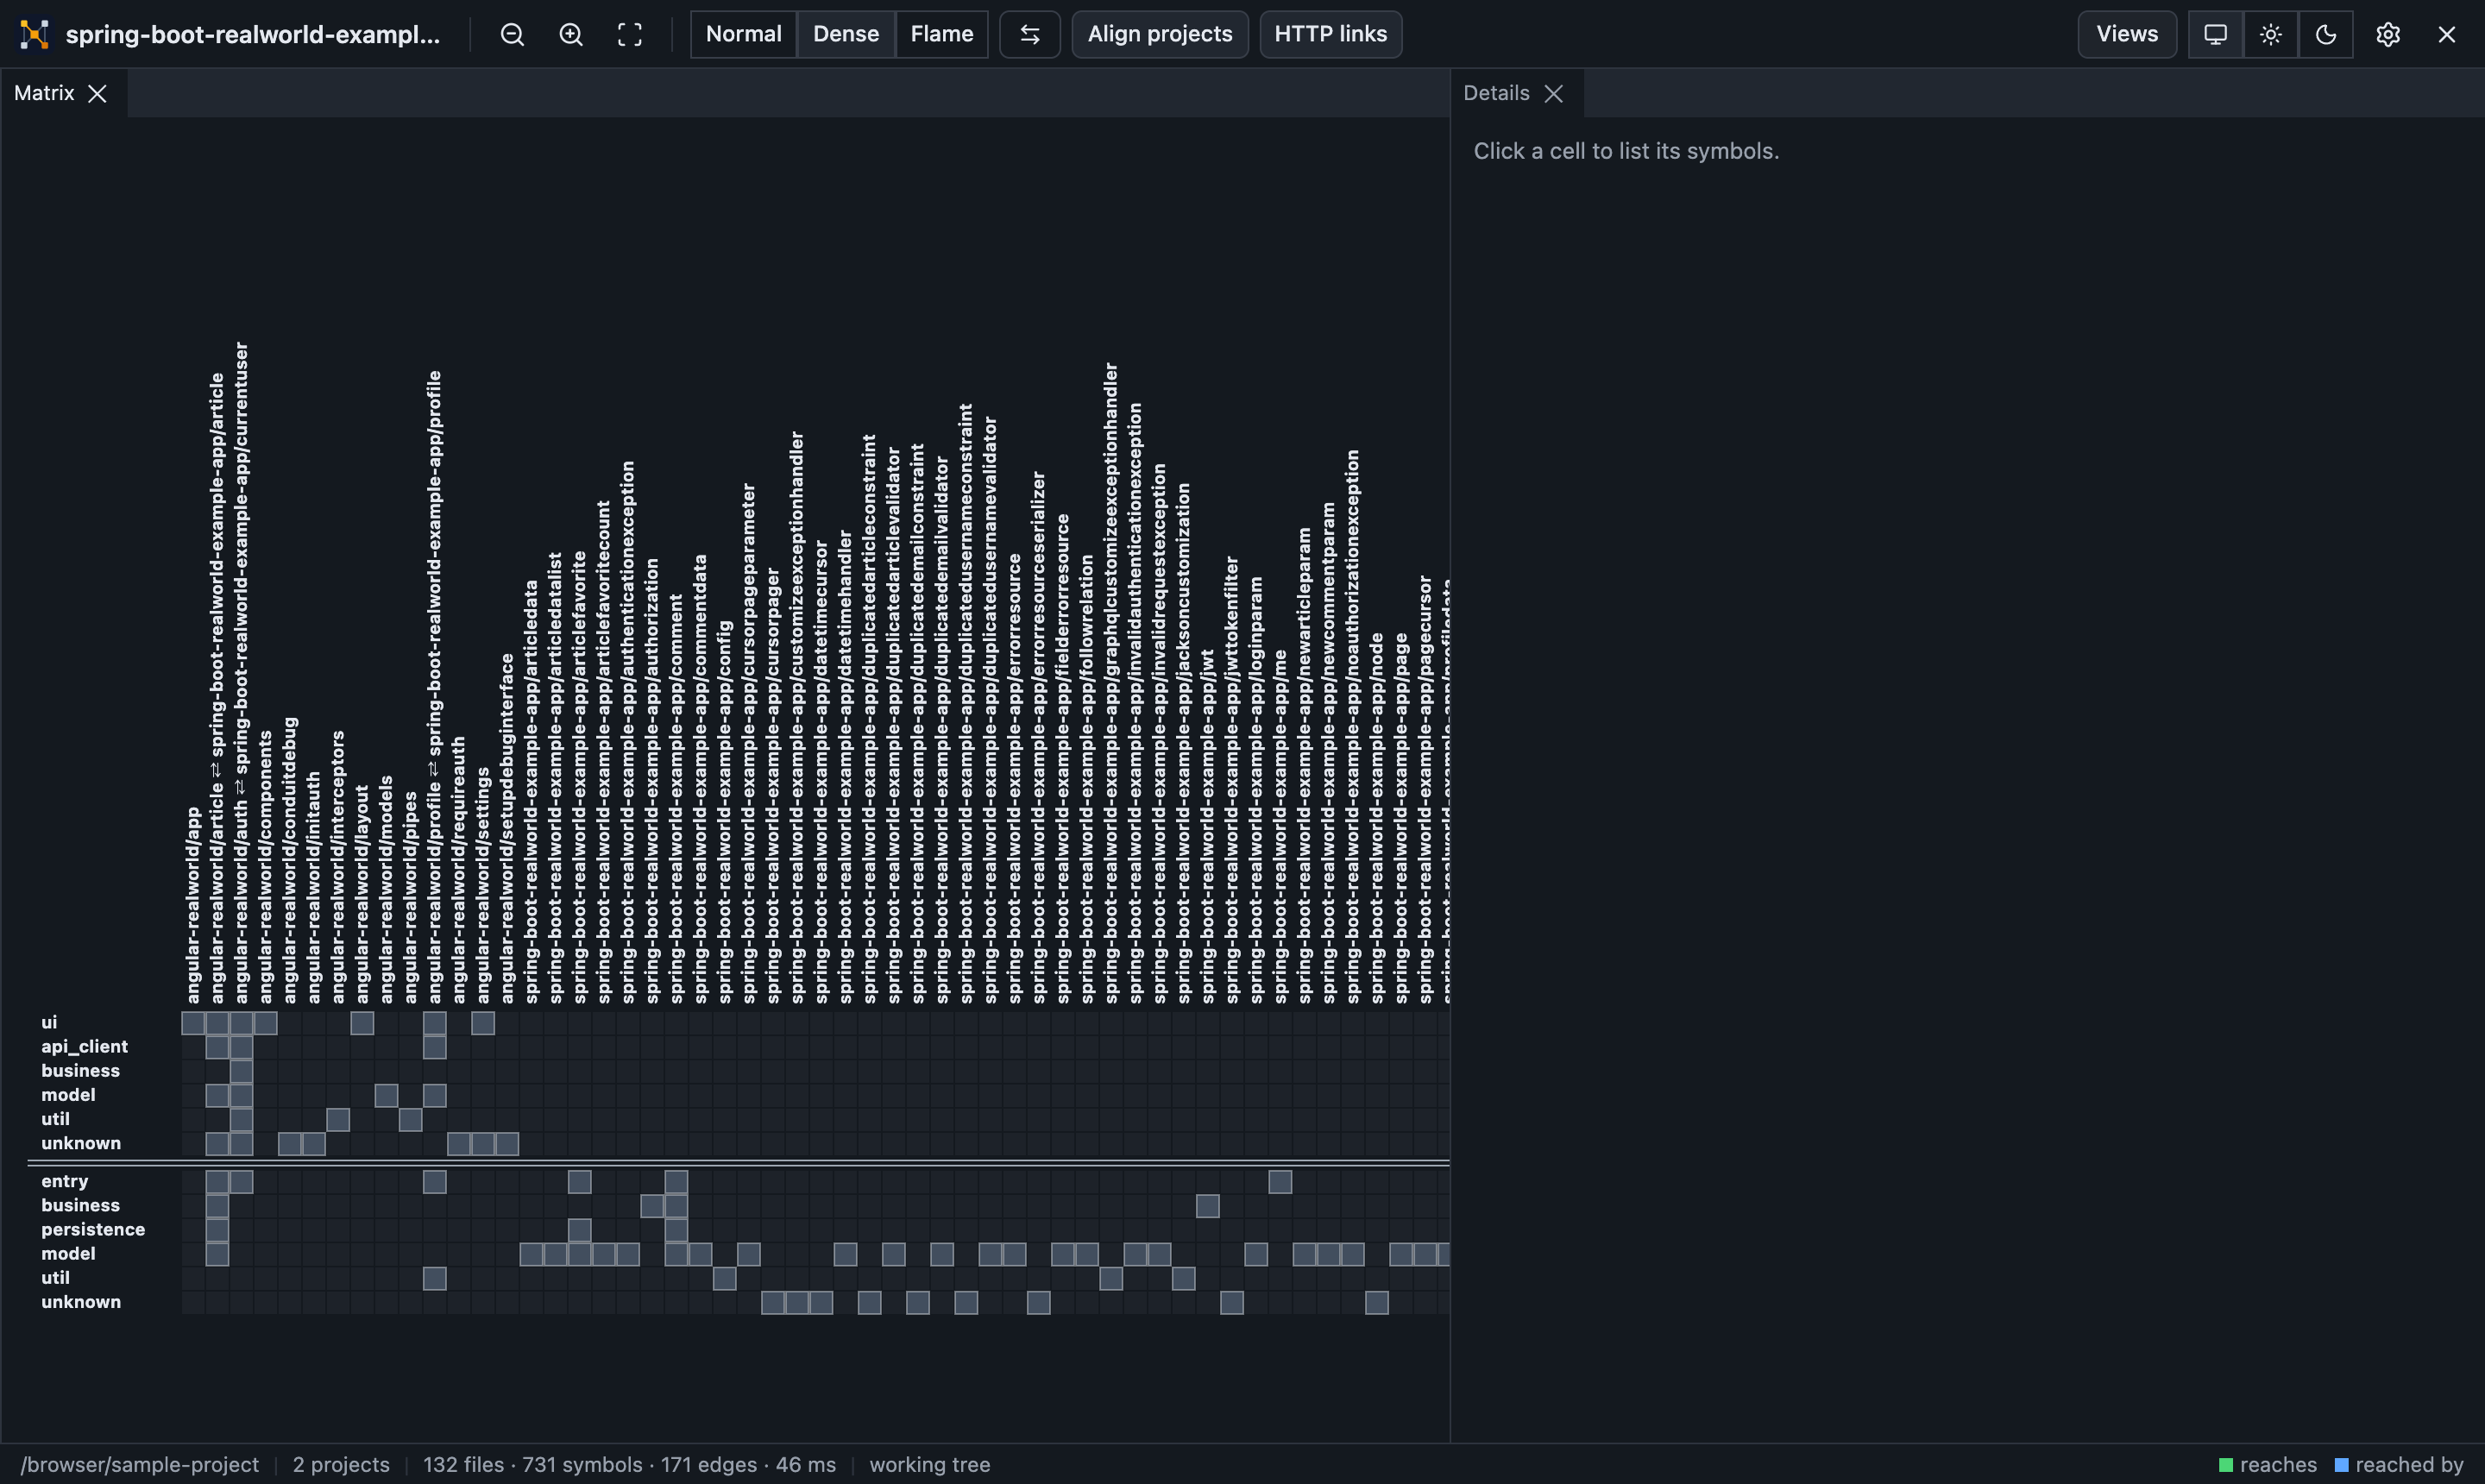 spring-boot-realworld-exampl...
Normal
Dense
Flame
Align projects
HTTP links
Views
Matrix
Details
Click a cell to list its symbols.
angular-realworld/app
angular-realworld/article ⇄ spring-boot-realworld-example-app/article
angular-realworld/auth ⇄ spring-boot-realworld-example-app/currentuser
angular-realworld/components
angular-realworld/conduitdebug
angular-realworld/initauth
angular-realworld/interceptors
angular-realworld/layout
angular-realworld/models
angular-realworld/pipes
angular-realworld/profile ⇄ spring-boot-realworld-example-app/profile
angular-realworld/requireauth
angular-realworld/settings
angular-realworld/setupdebuginterface
spring-boot-realworld-example-app/articledata
spring-boot-realworld-example-app/articledatalist
spring-boot-realworld-example-app/articlefavorite
spring-boot-realworld-example-app/articlefavoritecount
spring-boot-realworld-example-app/authenticationexception
spring-boot-realworld-example-app/authorization
spring-boot-realworld-example-app/comment
spring-boot-realworld-example-app/commentdata
spring-boot-realworld-example-app/config
spring-boot-realworld-example-app/cursorpageparameter
spring-boot-realworld-example-app/cursorpager
spring-boot-realworld-example-app/customizeexceptionhandler
spring-boot-realworld-example-app/datetimecursor
spring-boot-realworld-example-app/datetimehandler
spring-boot-realworld-example-app/duplicatedarticleconstraint
spring-boot-realworld-example-app/duplicatedarticlevalidator
spring-boot-realworld-example-app/duplicatedemailconstraint
spring-boot-realworld-example-app/duplicatedemailvalidator
spring-boot-realworld-example-app/duplicatedusernameconstraint
spring-boot-realworld-example-app/duplicatedusernamevalidator
spring-boot-realworld-example-app/errorresource
spring-boot-realworld-example-app/errorresourceserializer
spring-boot-realworld-example-app/fielderrorresource
spring-boot-realworld-example-app/followrelation
spring-boot-realworld-example-app/graphqlcustomizeexceptionhandler
spring-boot-realworld-example-app/invalidauthenticationexception
spring-boot-realworld-example-app/invalidrequestexception
spring-boot-realworld-example-app/jacksoncustomization
spring-boot-realworld-example-app/jwt
spring-boot-realworld-example-app/jwttokenfilter
spring-boot-realworld-example-app/loginparam
spring-boot-realworld-example-app/me
spring-boot-realworld-example-app/newarticleparam
spring-boot-realworld-example-app/newcommentparam
spring-boot-realworld-example-app/noauthorizationexception
spring-boot-realworld-example-app/node
spring-boot-realworld-example-app/page
spring-boot-realworld-example-app/pagecursor
spring-boot-realworld-example-app/profiledata
ui
api_client
business
model
util
unknown
entry
business
persistence
model
util
unknown
/browser/sample-project
2 projects
132 files · 731 symbols · 171 edges · 46 ms
working tree
reaches
reached by